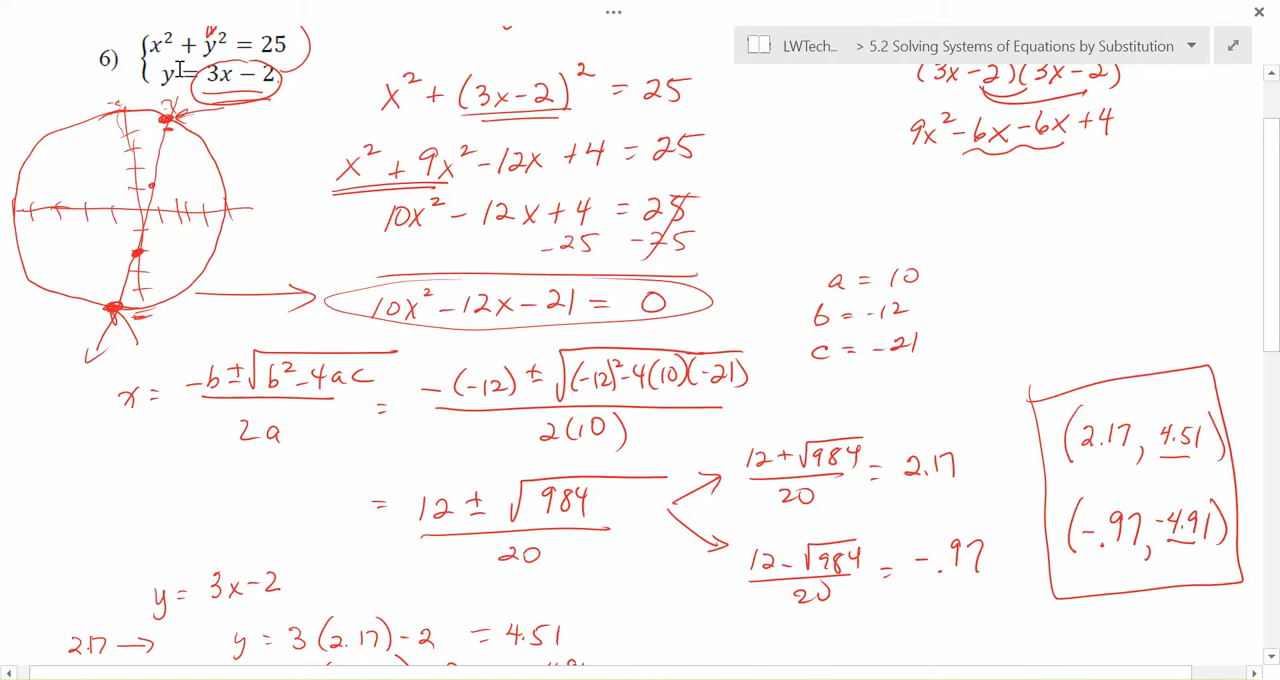 LWTech... > 5.2 Solving Systems of Equations by Substitution
6) { x² + y² = 25
y = 3x − 2
x² + (3x-2)² = 25
x² + 9x² -12x +4 = 25
10x² - 12x + 4 = 25
-25 -25
10x² -12x -21 = 0
(3x-2)(3x-2)
9x² -6x -6x +4
a = 10
b = -12
c = -21
x = -b ± √b² -4ac / 2a = -(-12) ± √(-12)² -4(10)(-21) / 2(10)
= 12 ± √984 / 20
12 + √984 / 20 = 2.17
12 - √984 / 20 = -.97
(2.17, 4.51)
(-.97, -4.91)
y = 3x-2
2.17 → y = 3(2.17) -2 = 4.51